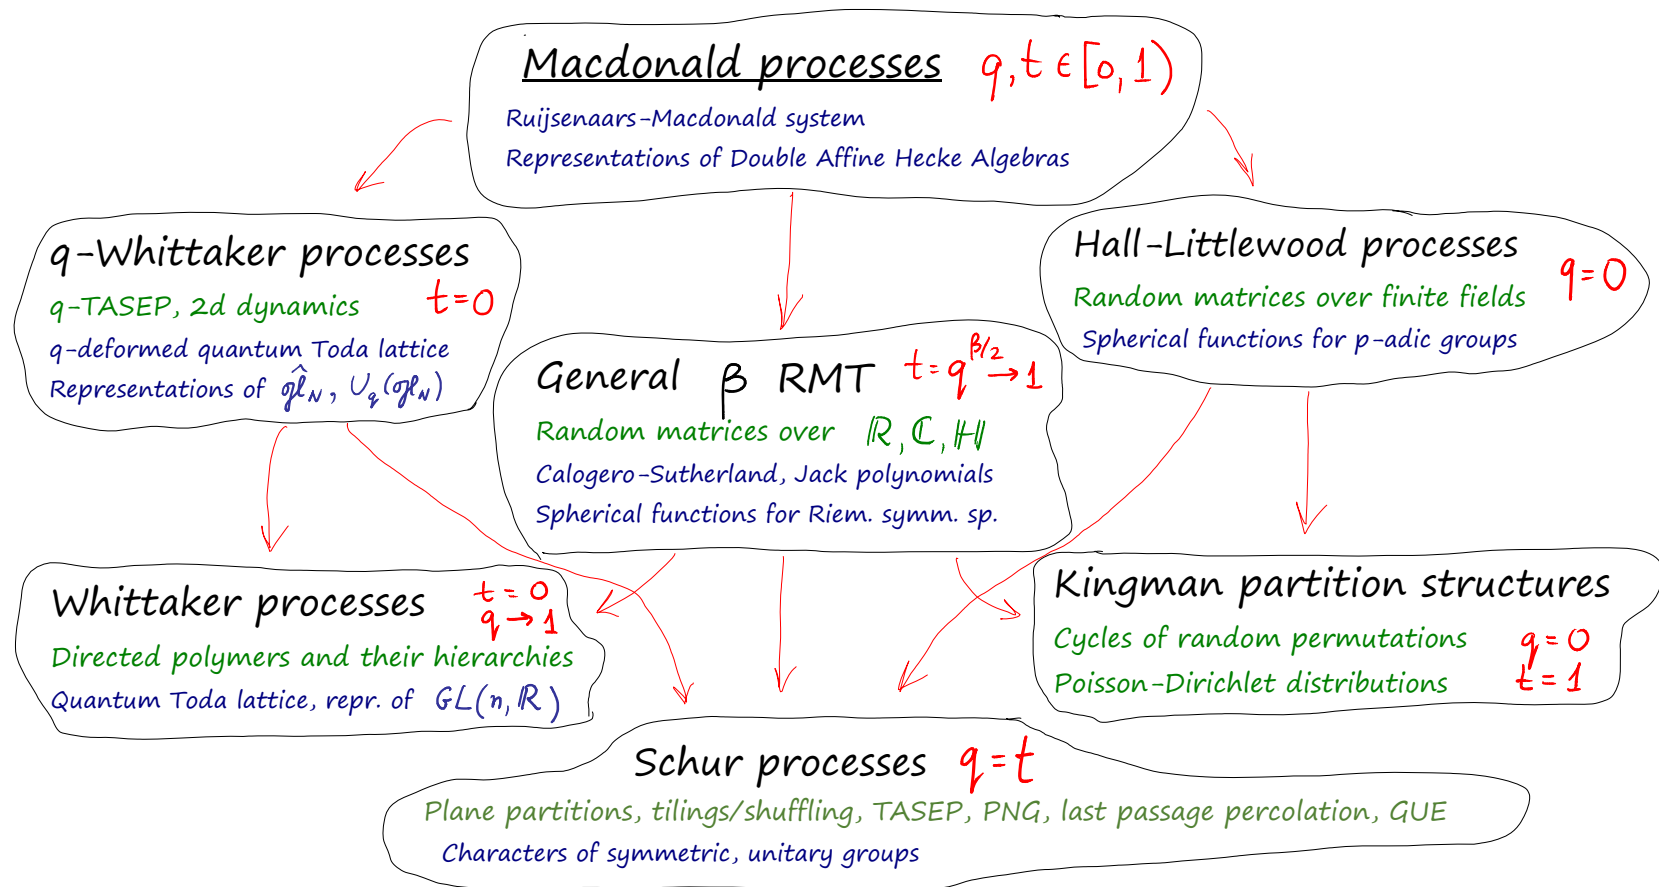 Macdonald processes q, t ∈ [0, 1)
Ruijsenaars-Macdonald system
Representations of Double Affine Hecke Algebras
q-Whittaker processes
t=0
q-TASEP, 2d dynamics
q-deformed quantum Toda lattice
Representations of \hat{gl}_N, U_q(gl_N)
Hall-Littlewood processes
q=0
Random matrices over finite fields
Spherical functions for p-adic groups
General β RMT t=q^{β/2}→1
Random matrices over ℝ, ℂ, ℍ
Calogero-Sutherland, Jack polynomials
Spherical functions for Riem. symm. sp.
Whittaker processes
t=0
q→1
Directed polymers and their hierarchies
Quantum Toda lattice, repr. of GL(n, ℝ)
Kingman partition structures
Cycles of random permutations
q=0
Poisson-Dirichlet distributions
t=1
Schur processes q=t
Plane partitions, tilings/shuffling, TASEP, PNG, last passage percolation, GUE
Characters of symmetric, unitary groups